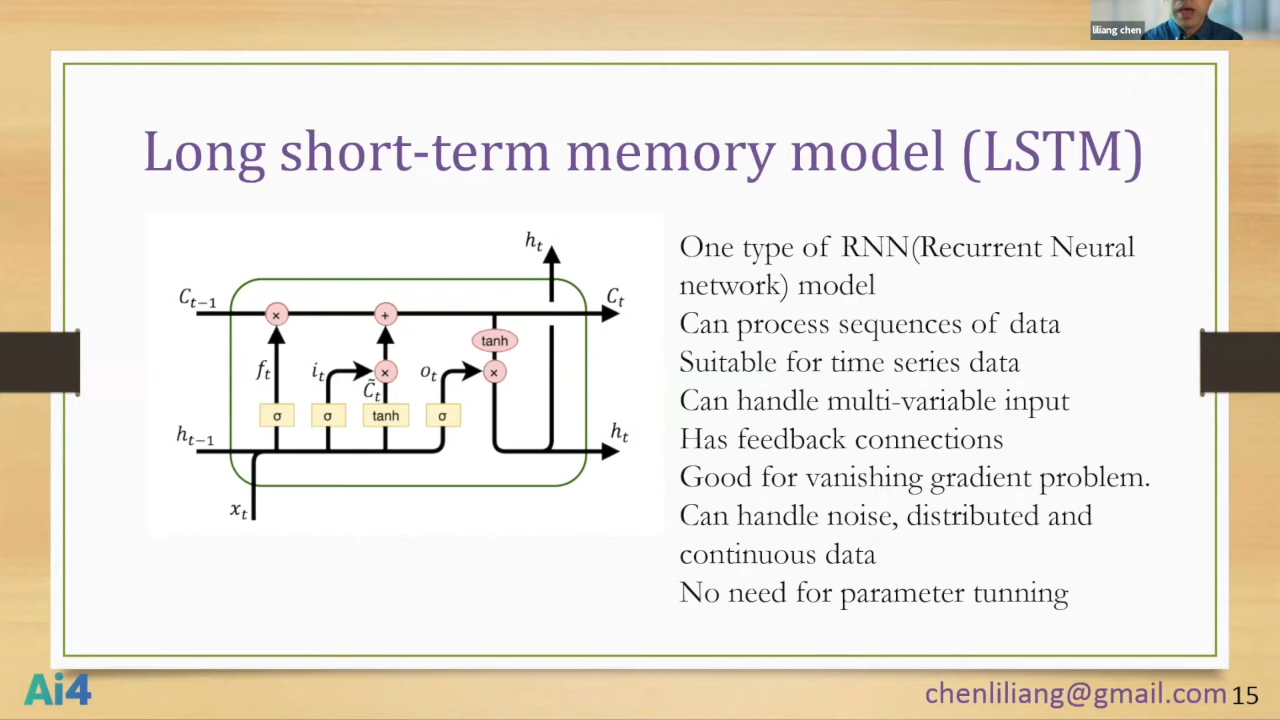 liliang chen
Long short-term memory model (LSTM)
h_t
C_{t-1}
C_t
×
+
tanh
f_t
i_t
×
o_t
×
C̃_t
σ
σ
tanh
σ
h_{t-1}
h_t
x_t
One type of RNN(Recurrent Neural
network) model
Can process sequences of data
Suitable for time series data
Can handle multi-variable input
Has feedback connections
Good for vanishing gradient problem.
Can handle noise, distributed and
continuous data
No need for parameter tunning
Ai4
chenliliang@gmail.com 15